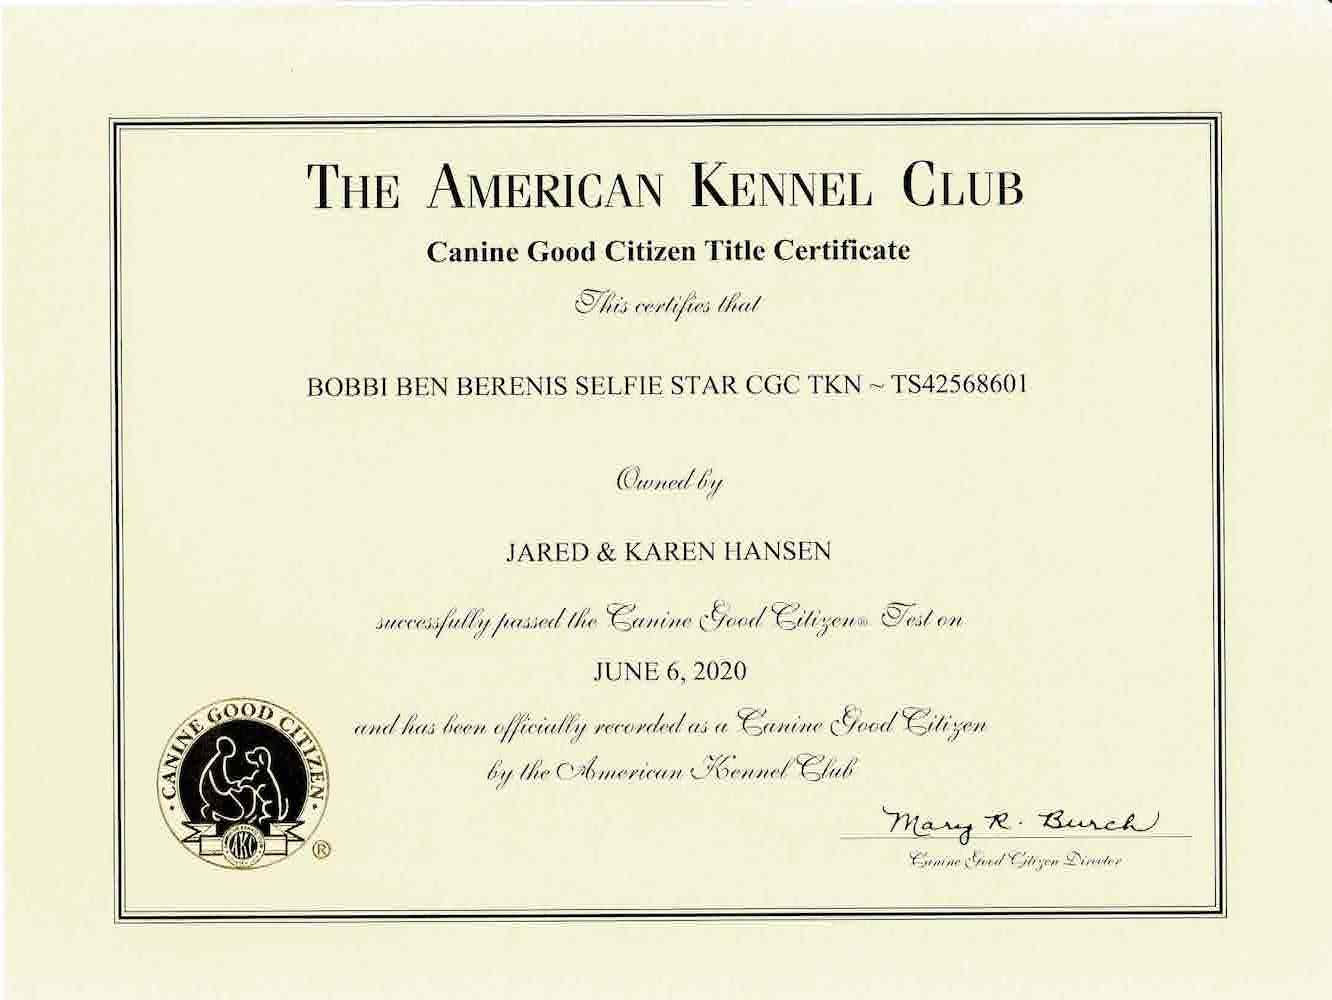 THE AMERICAN KENNEL CLUB
Canine Good Citizen Title Certificate
This certifies that
BOBBI BEN BERENIS SELFIE STAR CGC TKN ~ TS42568601
Owned by
JARED & KAREN HANSEN
successfully passed the Canine Good Citizen® Test on
JUNE 6, 2020
and has been officially recorded as a Canine Good Citizen
by the American Kennel Club
· CANINE GOOD CITIZEN ·
AKC
®
Mary R. Burch
Canine Good Citizen Director